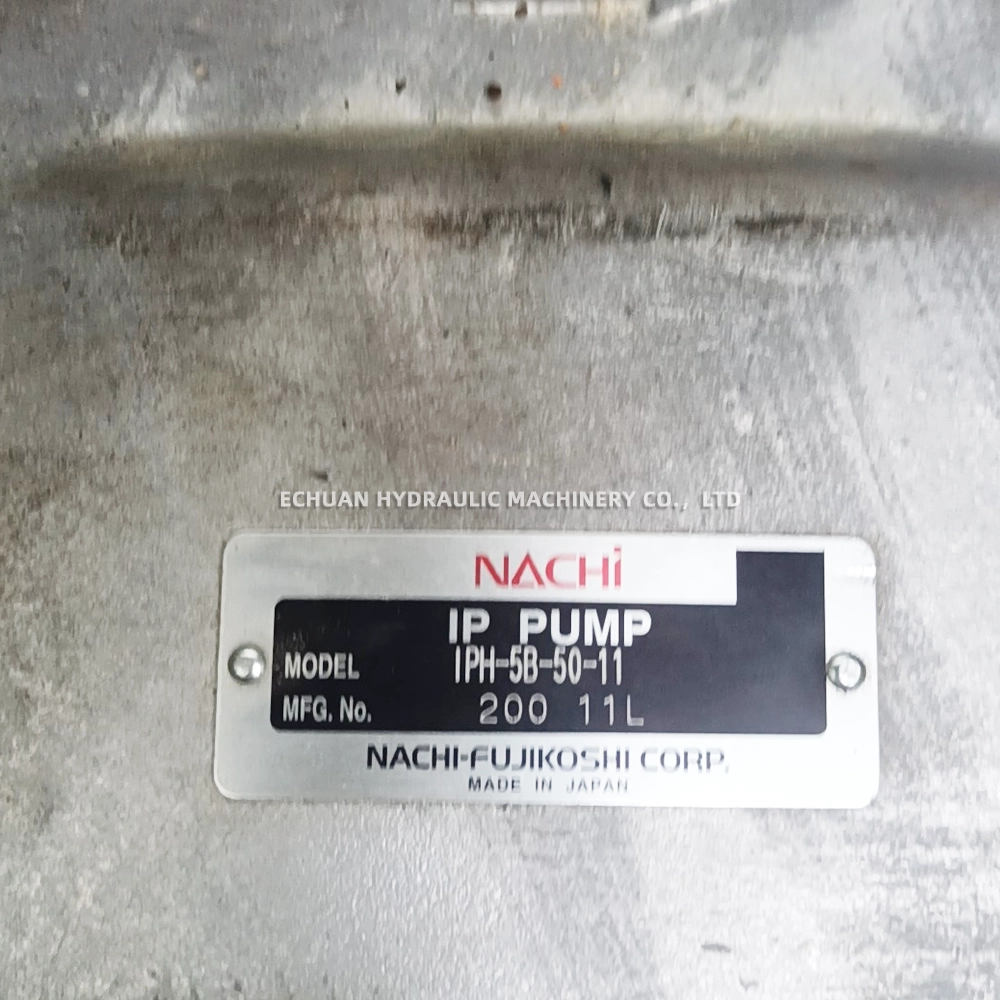 ECHUAN HYDRAULIC MACHINERY CO., LTD
NACHi
IP PUMP
MODEL IPH-5B-50-11
MFG. No. 200 11L
NACHI-FUJIKOSHI CORP.
MADE IN JAPAN